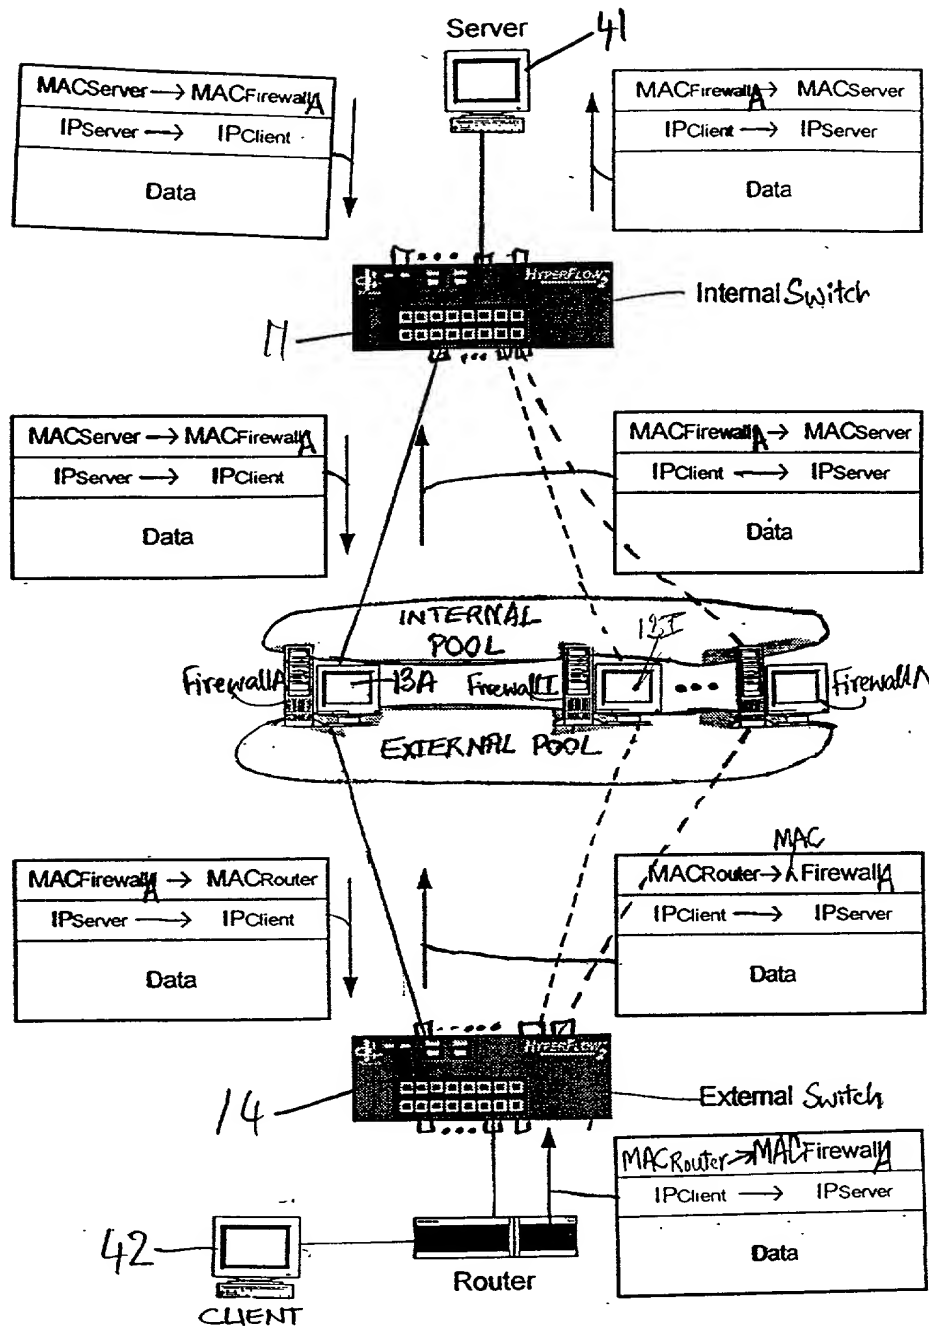 Server
41
MACServer → MACFirewallA
IPServer → IPClient
Data
MACFirewallA → MACServer
IPClient → IPServer
Data
HYPERFLOW
Internal Switch
17
MACServer → MACFirewallA
IPServer → IPClient
Data
MACFirewallA → MACServer
IPClient → IPServer
Data
INTERNAL
POOL
FirewallA
13A
FirewallI
12I
FirewallN
EXTERNAL POOL
MACFirewallA → MACRouter
IPServer → IPClient
Data
MAC
MACRouter → FirewallA
IPClient → IPServer
Data
HYPERFLOW
14
External Switch
MACRouter → MACFirewallA
IPClient → IPServer
Data
42
CLIENT
Router